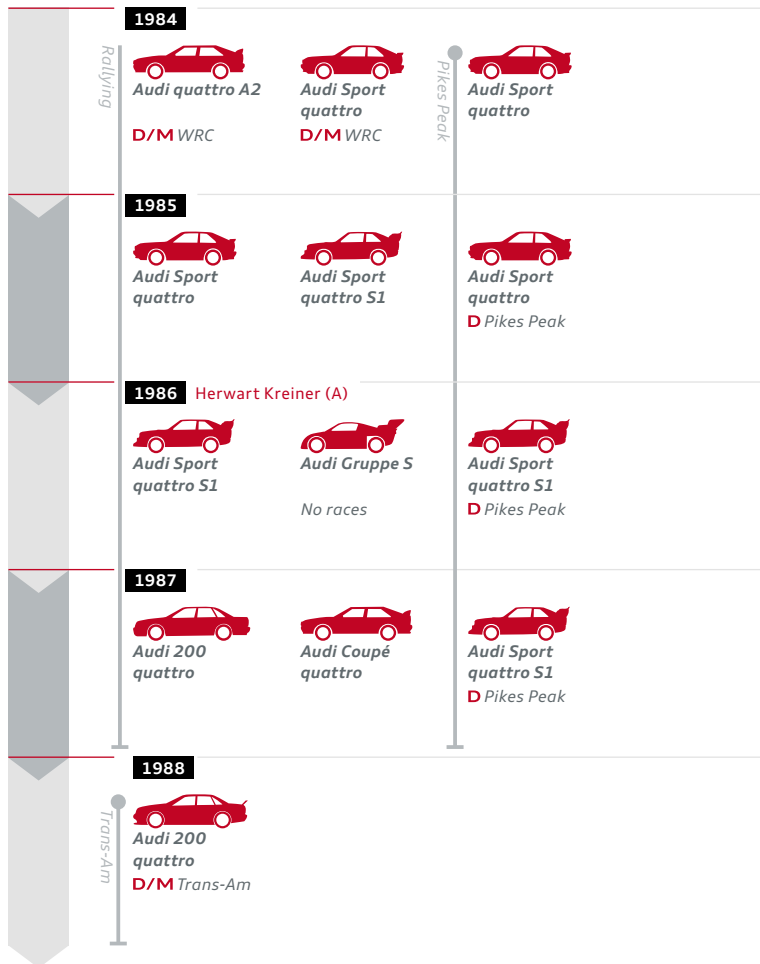 1984
Rallying
Audi quattro A2
D/M WRC
Audi Sport
quattro
D/M WRC
Pikes Peak
Audi Sport
quattro
1985
Audi Sport
quattro
Audi Sport
quattro S1
Audi Sport
quattro
D Pikes Peak
1986 Herwart Kreiner (A)
Audi Sport
quattro S1
Audi Gruppe S
No races
Audi Sport
quattro S1
D Pikes Peak
1987
Audi 200
quattro
Audi Coupé
quattro
Audi Sport
quattro S1
D Pikes Peak
1988
Trans-Am
Audi 200
quattro
D/M Trans-Am